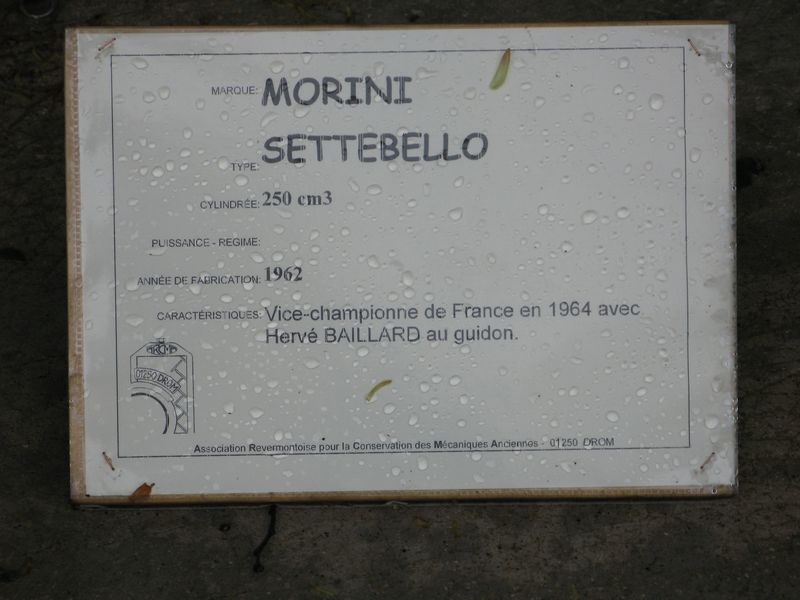 MARQUE: MORINI
TYPE: SETTEBELLO
CYLINDRÉE: 250 cm3
PUISSANCE - REGIME:
ANNÉE DE FABRICATION: 1962
CARACTÉRISTIQUES: Vice-championne de France en 1964 avec
Hervé BAILLARD au guidon.
ARCMA
01250 DROM
Association Revermontoise pour la Conservation des Mécaniques Anciennes - 01250 DROM